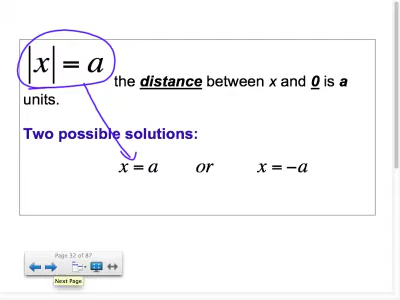 |x| = a the distance between x and 0 is a
units.
Two possible solutions:
x = a or x = −a
Page 32 of 87
Next Page